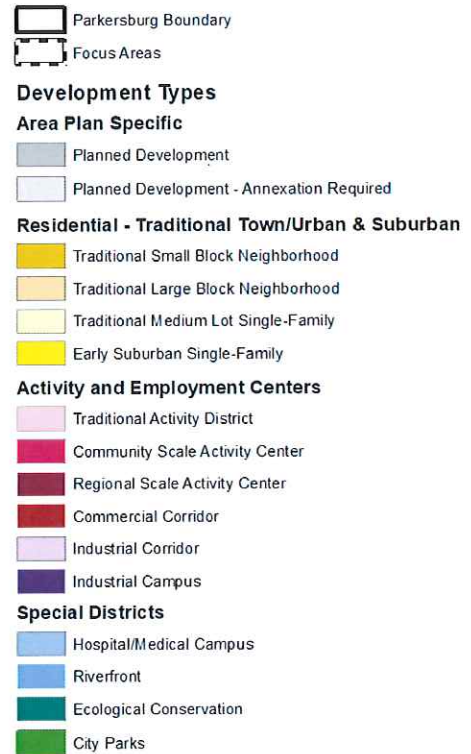 Parkersburg Boundary
Focus Areas
Development Types
Area Plan Specific
Planned Development
Planned Development - Annexation Required
Residential - Traditional Town/Urban & Suburban
Traditional Small Block Neighborhood
Traditional Large Block Neighborhood
Traditional Medium Lot Single-Family
Early Suburban Single-Family
Activity and Employment Centers
Traditional Activity District
Community Scale Activity Center
Regional Scale Activity Center
Commercial Corridor
Industrial Corridor
Industrial Campus
Special Districts
Hospital/Medical Campus
Riverfront
Ecological Conservation
City Parks